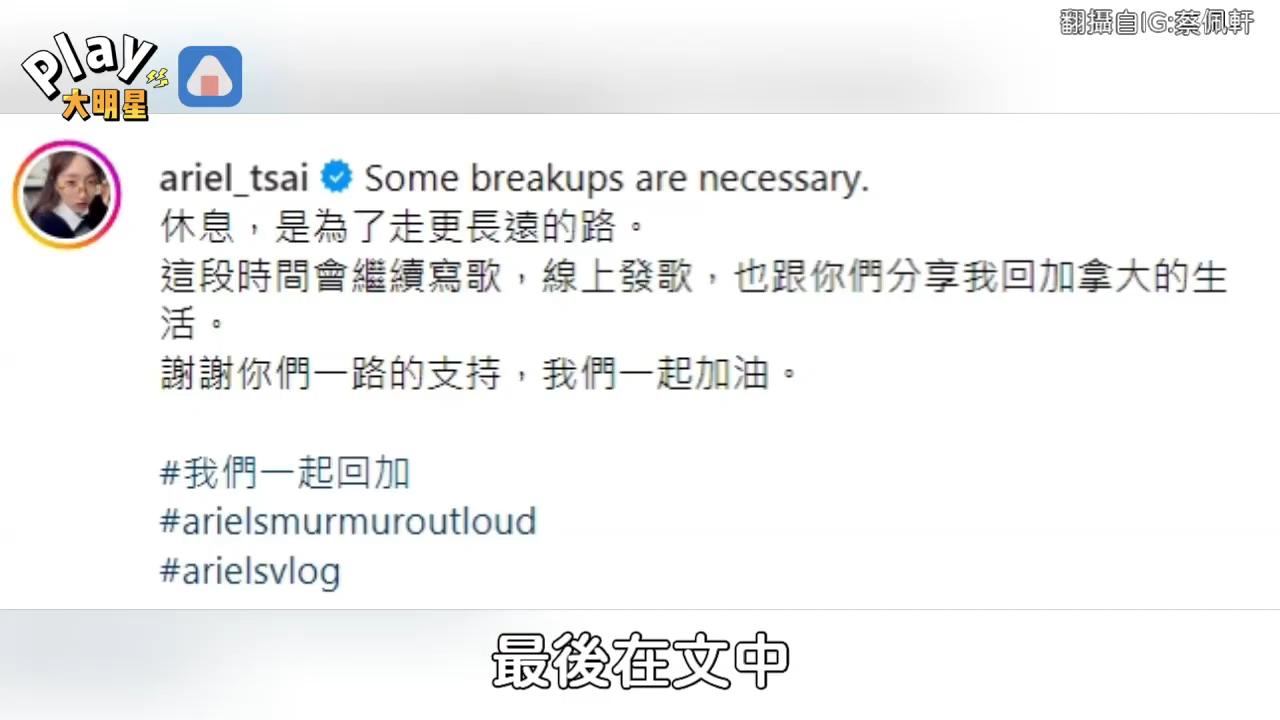 翻攝自IG:蔡佩軒
Play
大明星
ariel_tsai Some breakups are necessary.
休息，是為了走更長遠的路。
這段時間會繼續寫歌，線上發歌，也跟你們分享我回加拿大的生
活。
謝謝你們一路的支持，我們一起加油。
#我們一起回加
#arielsmurmuroutloud
#arielsvlog
最後在文中